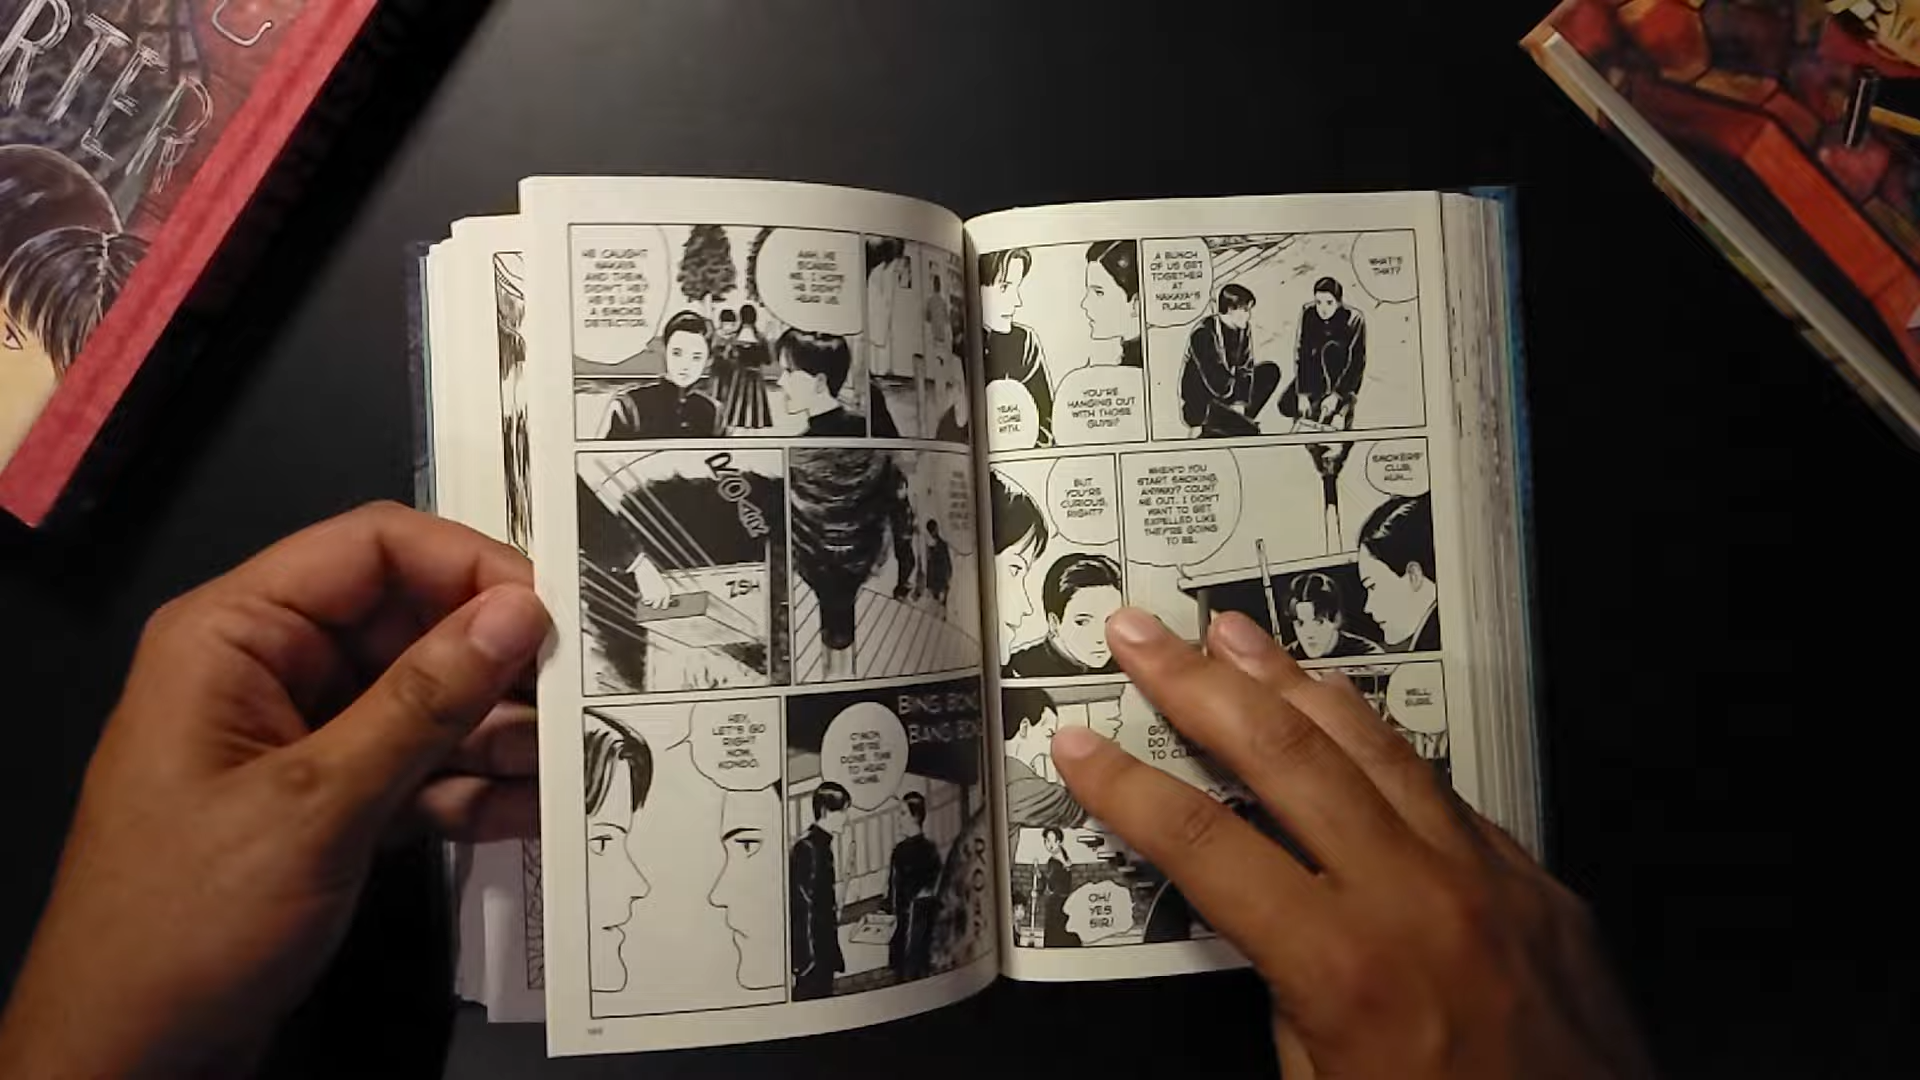 RTER
A BUNCH
OF US GET
TOGETHER
AT
NAKAYA'S
PLACE.
WHAT'S
THAT?
YEAH,
COME
WITH.
YOU'RE
HANGING OUT
WITH THOSE
GUYS?
BUT
YOU'RE
CURIOUS,
RIGHT?
WHEN'D YOU
START SMOKING,
ANYWAY? COUNT
ME OUT. I DON'T
WANT TO GET
EXPELLED LIKE
THEY'RE GOING
TO BE.
SMOKERS'
CLUB,
HUH...
WELL,
SURE.
DO!
OH!
YES
SIR!
HE CAUGHT
NAKAYA
AND THEM,
DIDN'T HE?
HE'S LIKE
A SMOKE
DETECTOR.
AAH, HE
SCARED
ME. I HOPE
HE DIDN'T
HEAR US.
ZSH
HEY,
LET'S GO
RIGHT
NOW,
KONDO.
BING BONG
BANG BONG
C'MON,
WE'RE
DONE. TIME
TO HEAD
HOME.